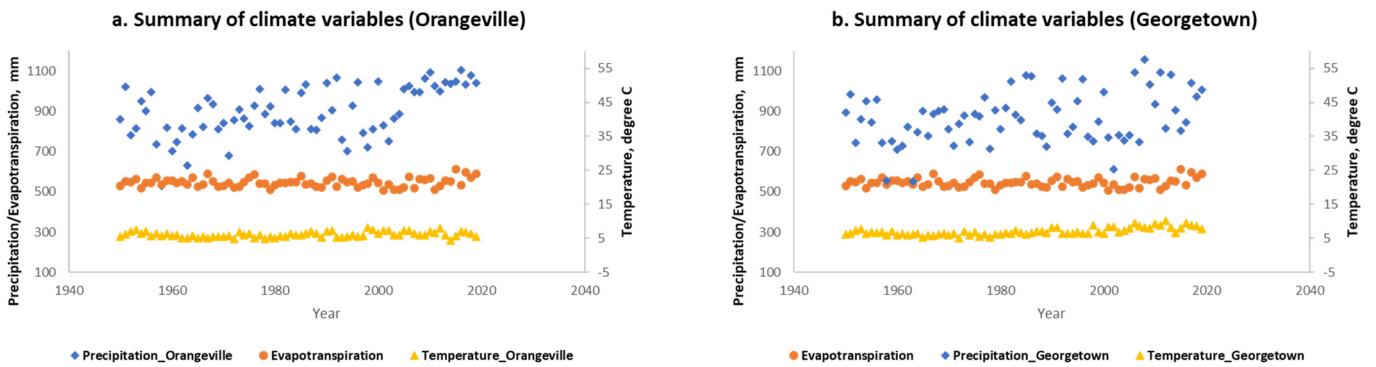 a. Summary of climate variables (Orangeville)
Precipitation/Evapotranspiration, mm
1100
900
700
500
300
100
55
45
35
25
15
5
-5
Temperature, degree C
1940
1960
1980
2000
2020
2040
Year
Precipitation_Orangeville
Evapotranspiration
Temperature_Orangeville
b. Summary of climate variables (Georgetown)
Precipitation/Evapotranspiration, mm
1100
900
700
500
300
100
55
45
35
25
15
5
-5
Temperature, degree C
1940
1960
1980
2000
2020
2040
Year
Evapotranspiration
Precipitation_Georgetown
Temperature_Georgetown